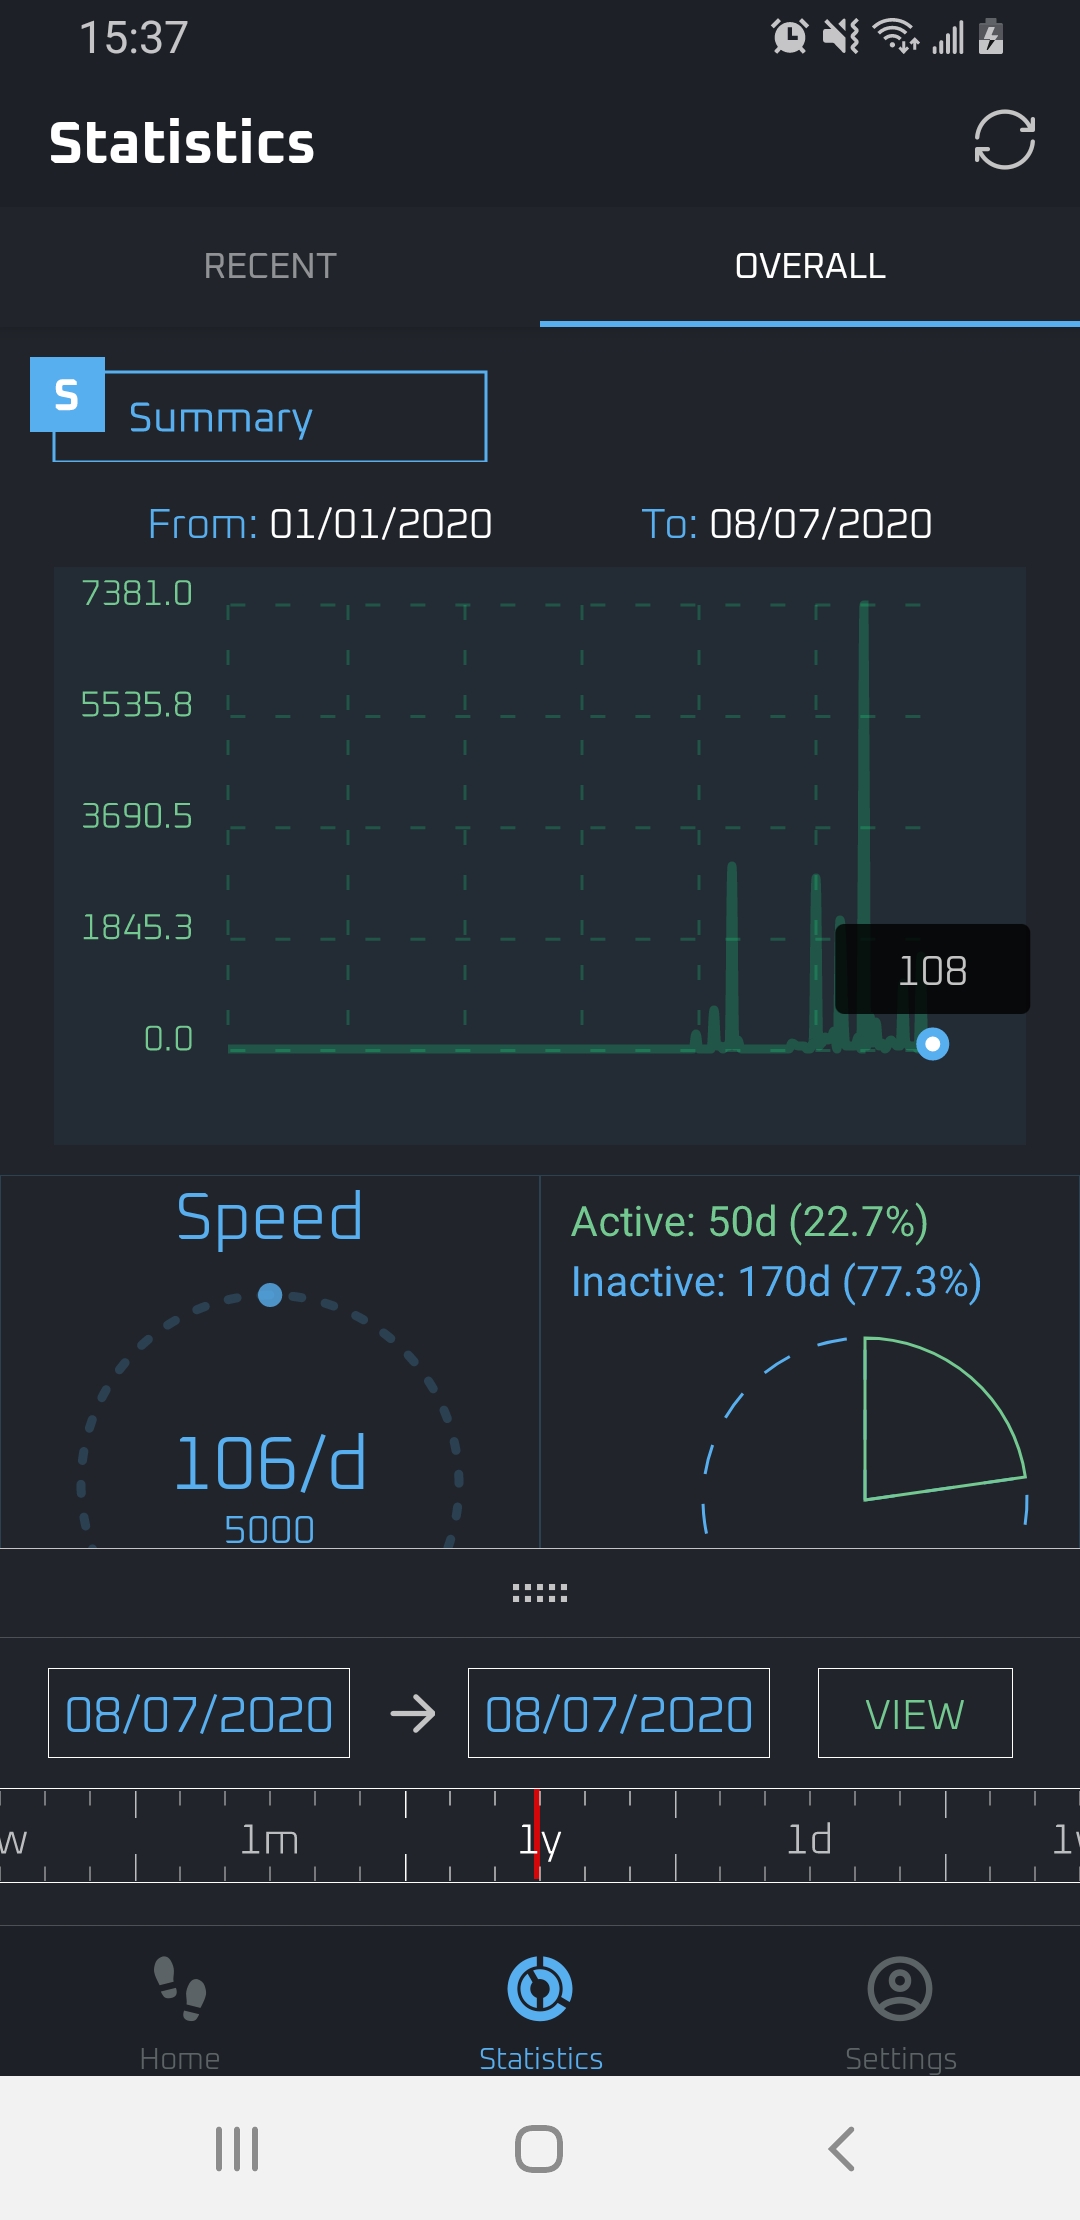 15:37
Statistics
RECENT OVERALL
S Summary
From: 01/01/2020 To: 08/07/2020
7381.0
5535.8
3690.5
1845.3
108
0.0
Speed
Active: 50d (22.7%)
Inactive: 170d (77.3%)
106/d
5000
08/07/2020 08/07/2020 VIEW
w 1m 1y 1d 1w
Home Statistics Settings